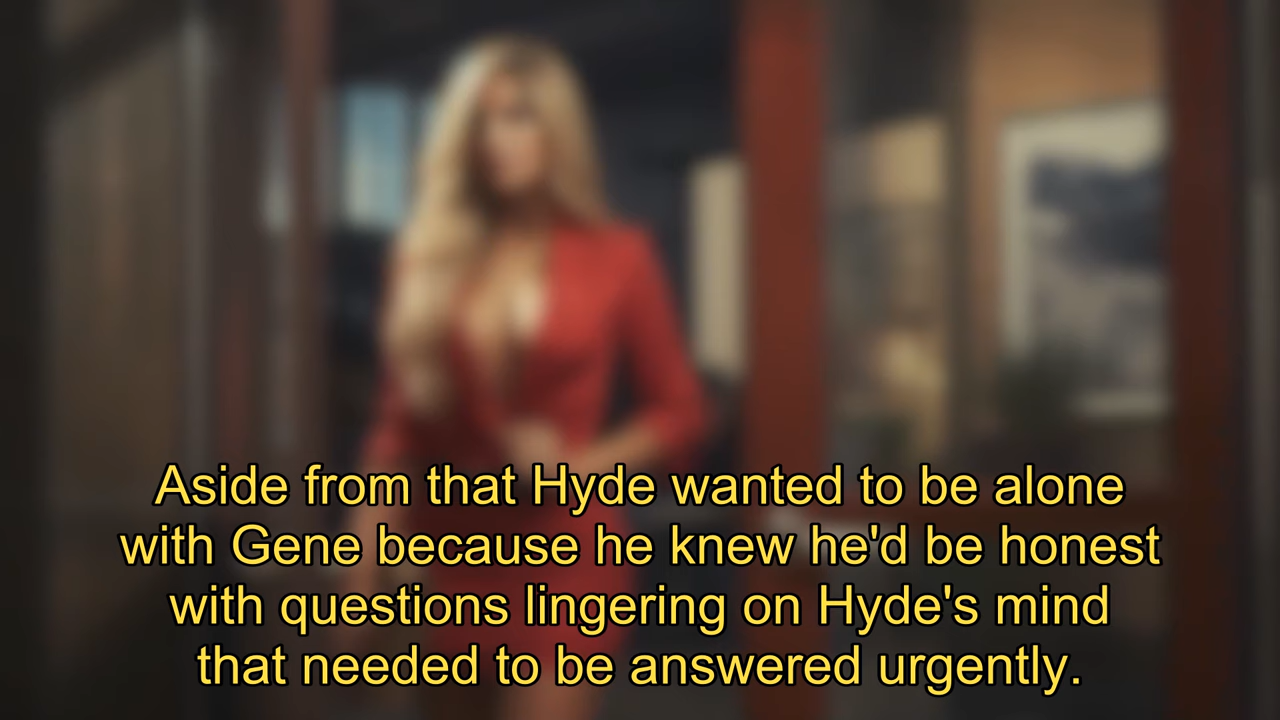 Aside from that Hyde wanted to be alone
with Gene because he knew he'd be honest
with questions lingering on Hyde's mind
that needed to be answered urgently.